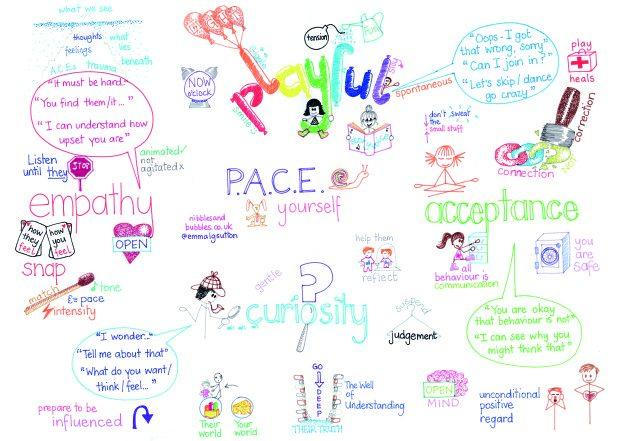 what we see
thoughts
feelings
what
lies
beneath
A.C.Es trauma
"It must be hard.."
"You find them/it..."
"I can understand how
upset you are"
Listen
until they
STOP
animated✓
not
agitated x
empathy
how
they
feel
how
you
feel
OPEN
snap
match
tone
& pace
intensity
NOW
o'clock
playful
tension
fun
smiles
spontaneous
"Oops - I got
that wrong, sorry"
"Can I join in?"
"Let's skip/dance
go crazy"
play
heals
connection
correction
don't sweat
the
small stuff
P.A.C.E.
yourself
nibblesand
bubbles.co.uk
@emmalgsutton
acceptance
all
behaviour is
communication
you
are
safe
help them
reflect
gentle
?
curiosity
suspend
judgement
"You are okay
that behaviour is not"
"I can see why you
might think that"
"I wonder.."
"Tell me about that"
"What do you want/
think/feel..."
prepare to be
influenced
Their
world
Your
world
GO
DEEP
THEIR TRUTH
The Well
of
Understanding
OPEN
MIND
unconditional
positive
regard